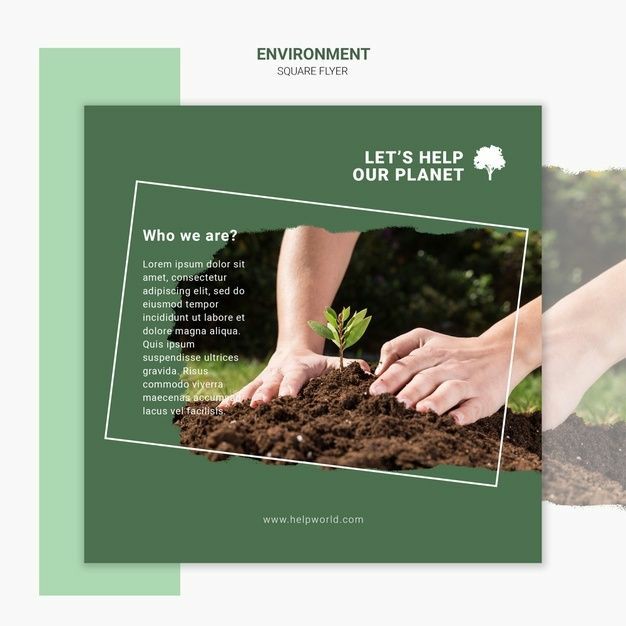 ENVIRONMENT
SQUARE FLYER
LET'S HELP
OUR PLANET
Who we are?
Lorem ipsum dolor sit
amet, consectetur
adipiscing elit, sed do
eiusmod tempor
incididunt ut labore et
dolore magna aliqua.
Quis ipsum
suspendisse ultrices
gravida. Risus
commodo viverra
maecenas accumsan
lacus vel facilisis.
www.helpworld.com